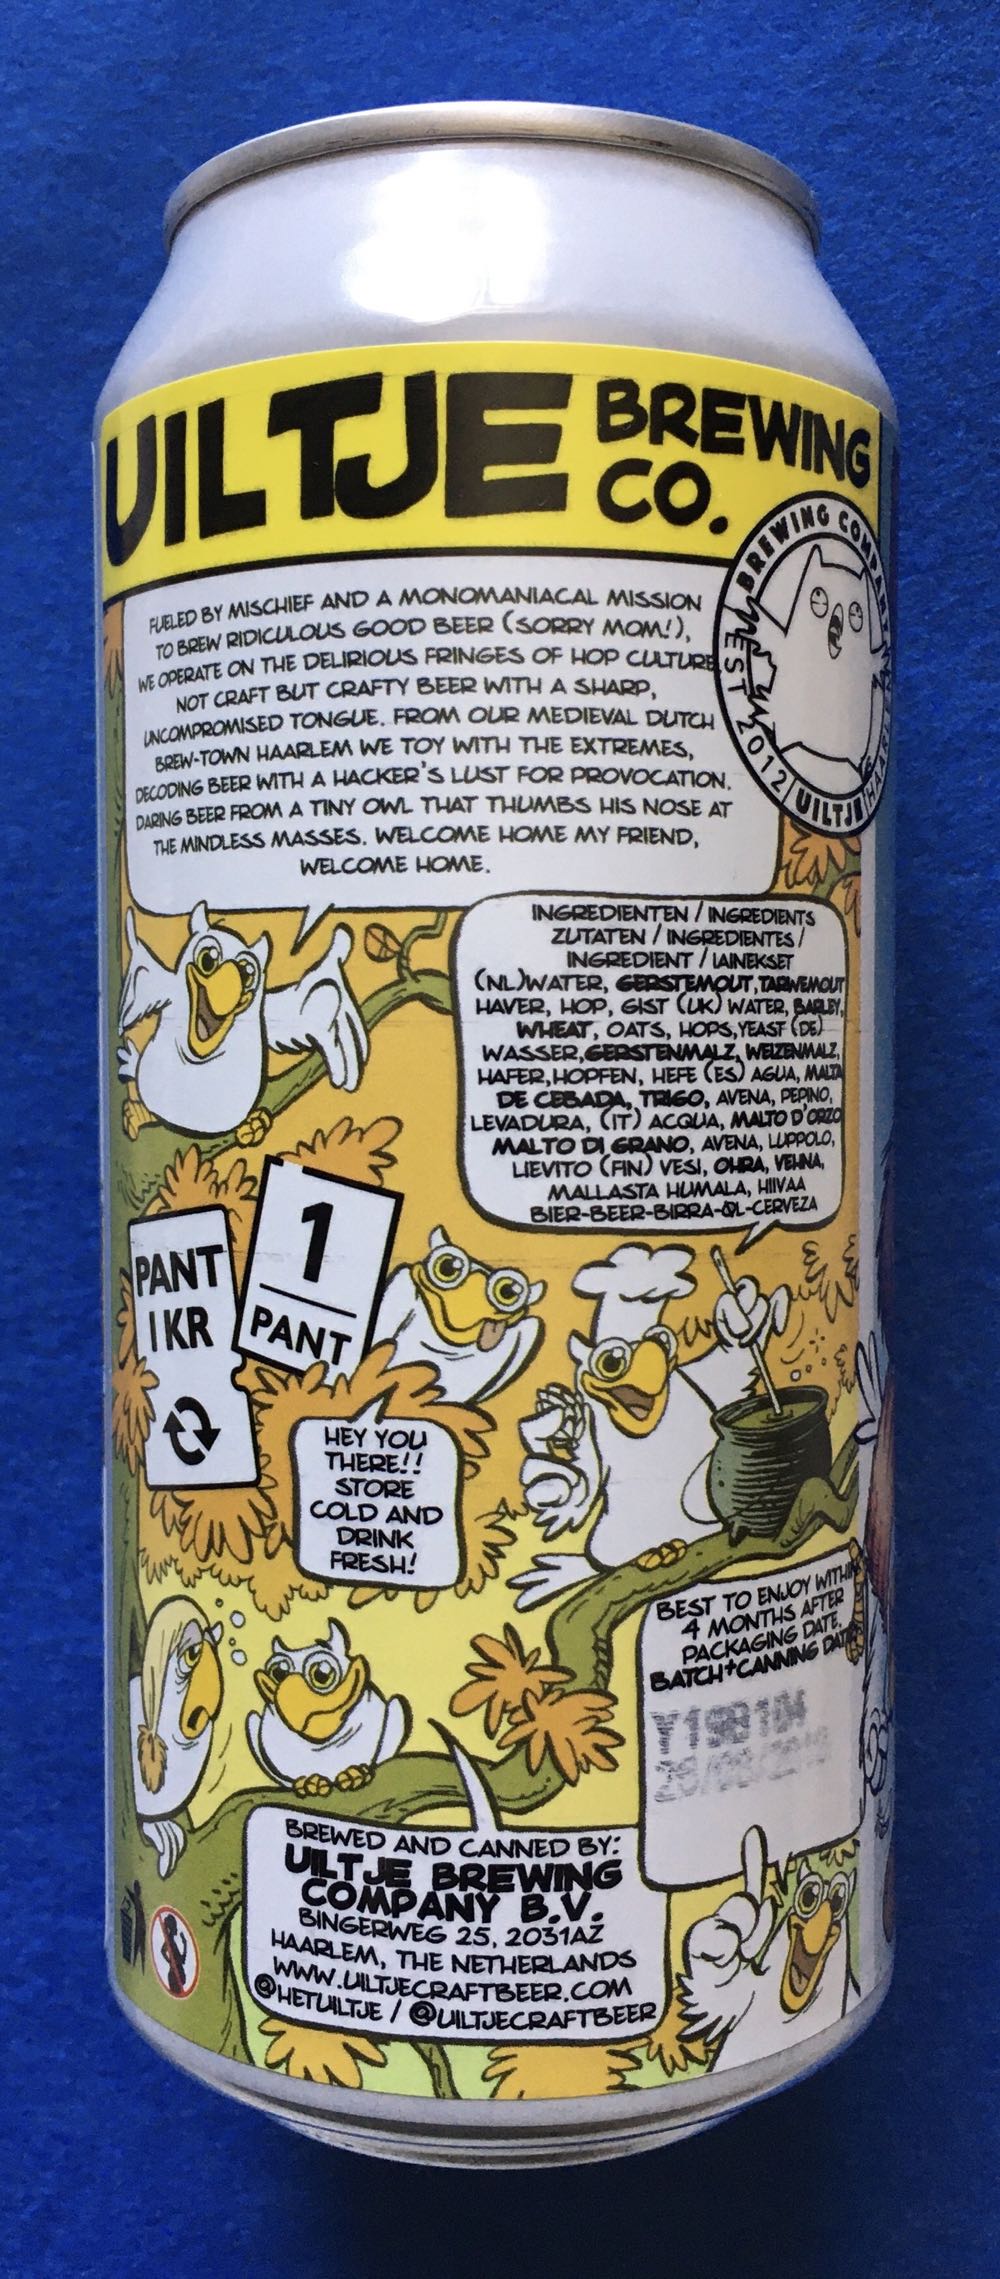 UILTJE BREWING
CO.
BREWING COMPANY
EST 2012
UILTJE
FUELED BY MISCHIEF AND A MONOMANIACAL MISSION
TO BREW RIDICULOUS GOOD BEER (SORRY MOM!),
WE OPERATE ON THE DELIRIOUS FRINGES OF HOP CULTURE
NOT CRAFT BUT CRAFTY BEER WITH A SHARP,
UNCOMPROMISED TONGUE. FROM OUR MEDIEVAL DUTCH
BREW-TOWN HAARLEM WE TOY WITH THE EXTREMES,
DECODING BEER WITH A HACKER'S LUST FOR PROVOCATION.
DARING BEER FROM A TINY OWL THAT THUMBS HIS NOSE AT
THE MINDLESS MASSES. WELCOME HOME MY FRIEND,
WELCOME HOME.
INGREDIENTEN / INGREDIENTS
ZUTATEN / INGREDIENTES /
INGREDIENT / LAINEKSET
(NL)WATER, GERSTEMOUT, TARWEMOUT
HAVER, HOP, GIST (UK) WATER, BARLEY,
WHEAT, OATS, HOPS, YEAST (DE)
WASSER, GERSTENMALZ, WEIZENMALZ,
HAFER, HOPFEN, HEFE (ES) AGUA, MALTA
DE CEBADA, TRIGO, AVENA, PEPINO,
LEVADURA, (IT) ACQUA, MALTO D'ORZO
MALTO DI GRANO, AVENA, LUPPOLO,
LIEVITO (FIN) VESI, OHRA, VEHNA,
MALLASTA HUMALA, HIIVAA
BIER-BEER-BIRRA-ØL-CERVEZA
PANT
1 KR
1
PANT
HEY YOU
THERE!!
STORE
COLD AND
DRINK
FRESH!
BEST TO ENJOY WITHIN
4 MONTHS AFTER
PACKAGING DATE.
BATCH+CANNING DATE
BREWED AND CANNED BY:
UILTJE BREWING
COMPANY B.V.
BINGERWEG 25, 2031AZ
HAARLEM, THE NETHERLANDS
WWW.UILTJECRAFTBEER.COM
@HETUILTJE / @UILTJECRAFTBEER